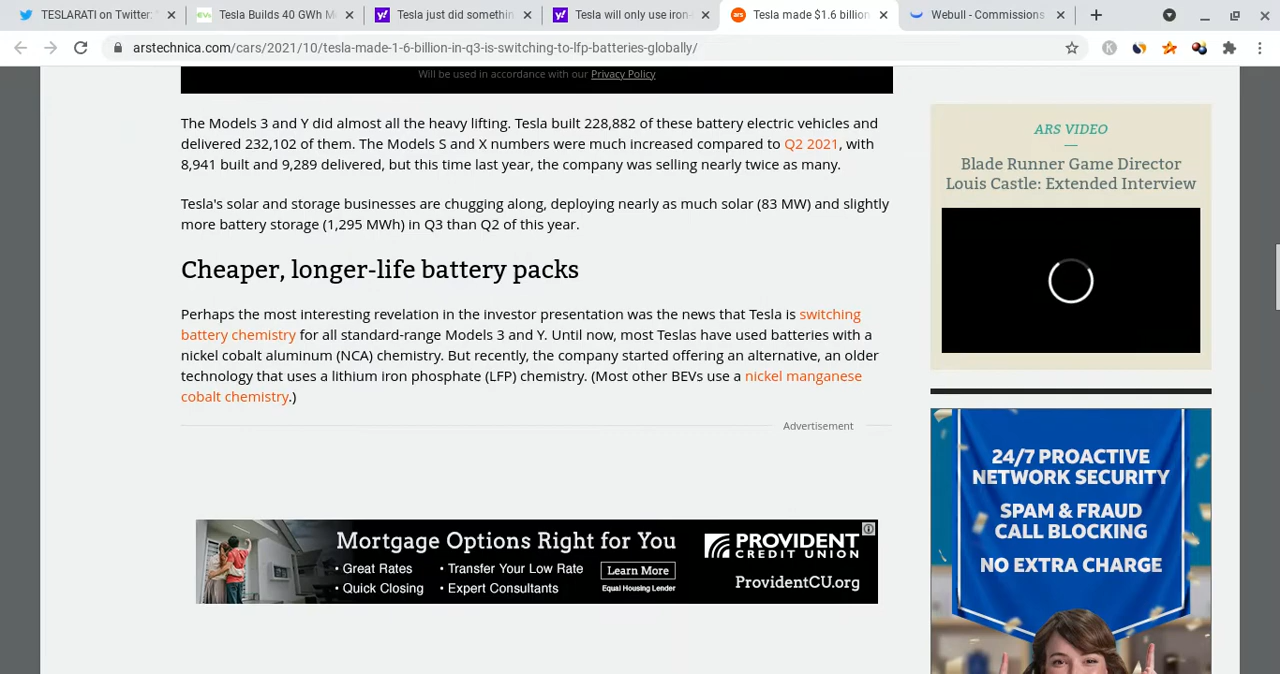 TESLARATI on Twitter: "
Tesla Builds 40 GWh M
Tesla just did somethin
Tesla will only use iron-
Tesla made $1.6 billion
Webull - Commissions
arstechnica.com/cars/2021/10/tesla-made-1-6-billion-in-q3-is-switching-to-lfp-batteries-globally/
Will be used in accordance with our Privacy Policy
The Models 3 and Y did almost all the heavy lifting. Tesla built 228,882 of these battery electric vehicles and
delivered 232,102 of them. The Models S and X numbers were much increased compared to Q2 2021, with
8,941 built and 9,289 delivered, but this time last year, the company was selling nearly twice as many.
Tesla's solar and storage businesses are chugging along, deploying nearly as much solar (83 MW) and slightly
more battery storage (1,295 MWh) in Q3 than Q2 of this year.
Cheaper, longer-life battery packs
Perhaps the most interesting revelation in the investor presentation was the news that Tesla is switching
battery chemistry for all standard-range Models 3 and Y. Until now, most Teslas have used batteries with a
nickel cobalt aluminum (NCA) chemistry. But recently, the company started offering an alternative, an older
technology that uses a lithium iron phosphate (LFP) chemistry. (Most other BEVs use a nickel manganese
cobalt chemistry.)
Advertisement
Mortgage Options Right for You
• Great Rates
• Transfer Your Low Rate
Learn More
• Quick Closing
• Expert Consultants
Equal Housing Lender
PROVIDENT
CREDIT UNION
ProvidentCU.org
ARS VIDEO
Blade Runner Game Director
Louis Castle: Extended Interview
24/7 PROACTIVE
NETWORK SECURITY
SPAM & FRAUD
CALL BLOCKING
NO EXTRA CHARGE